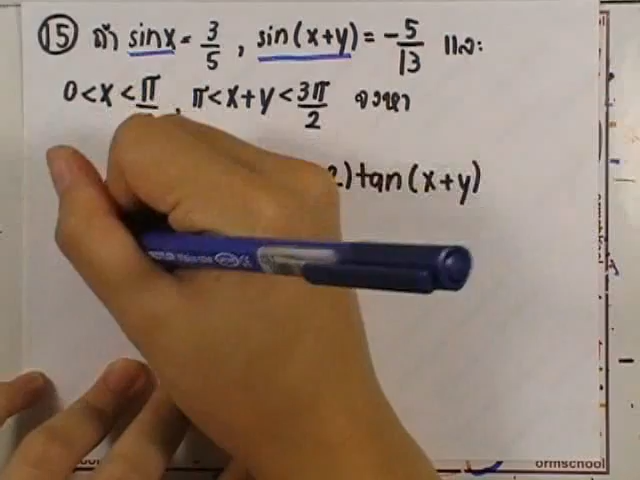 15 ถ้า sinx = 3/5 , sin(x+y) = -5/13 และ
0<x<π , π<x+y<3π/2 จงหา
2) tan(x+y)
ormschool